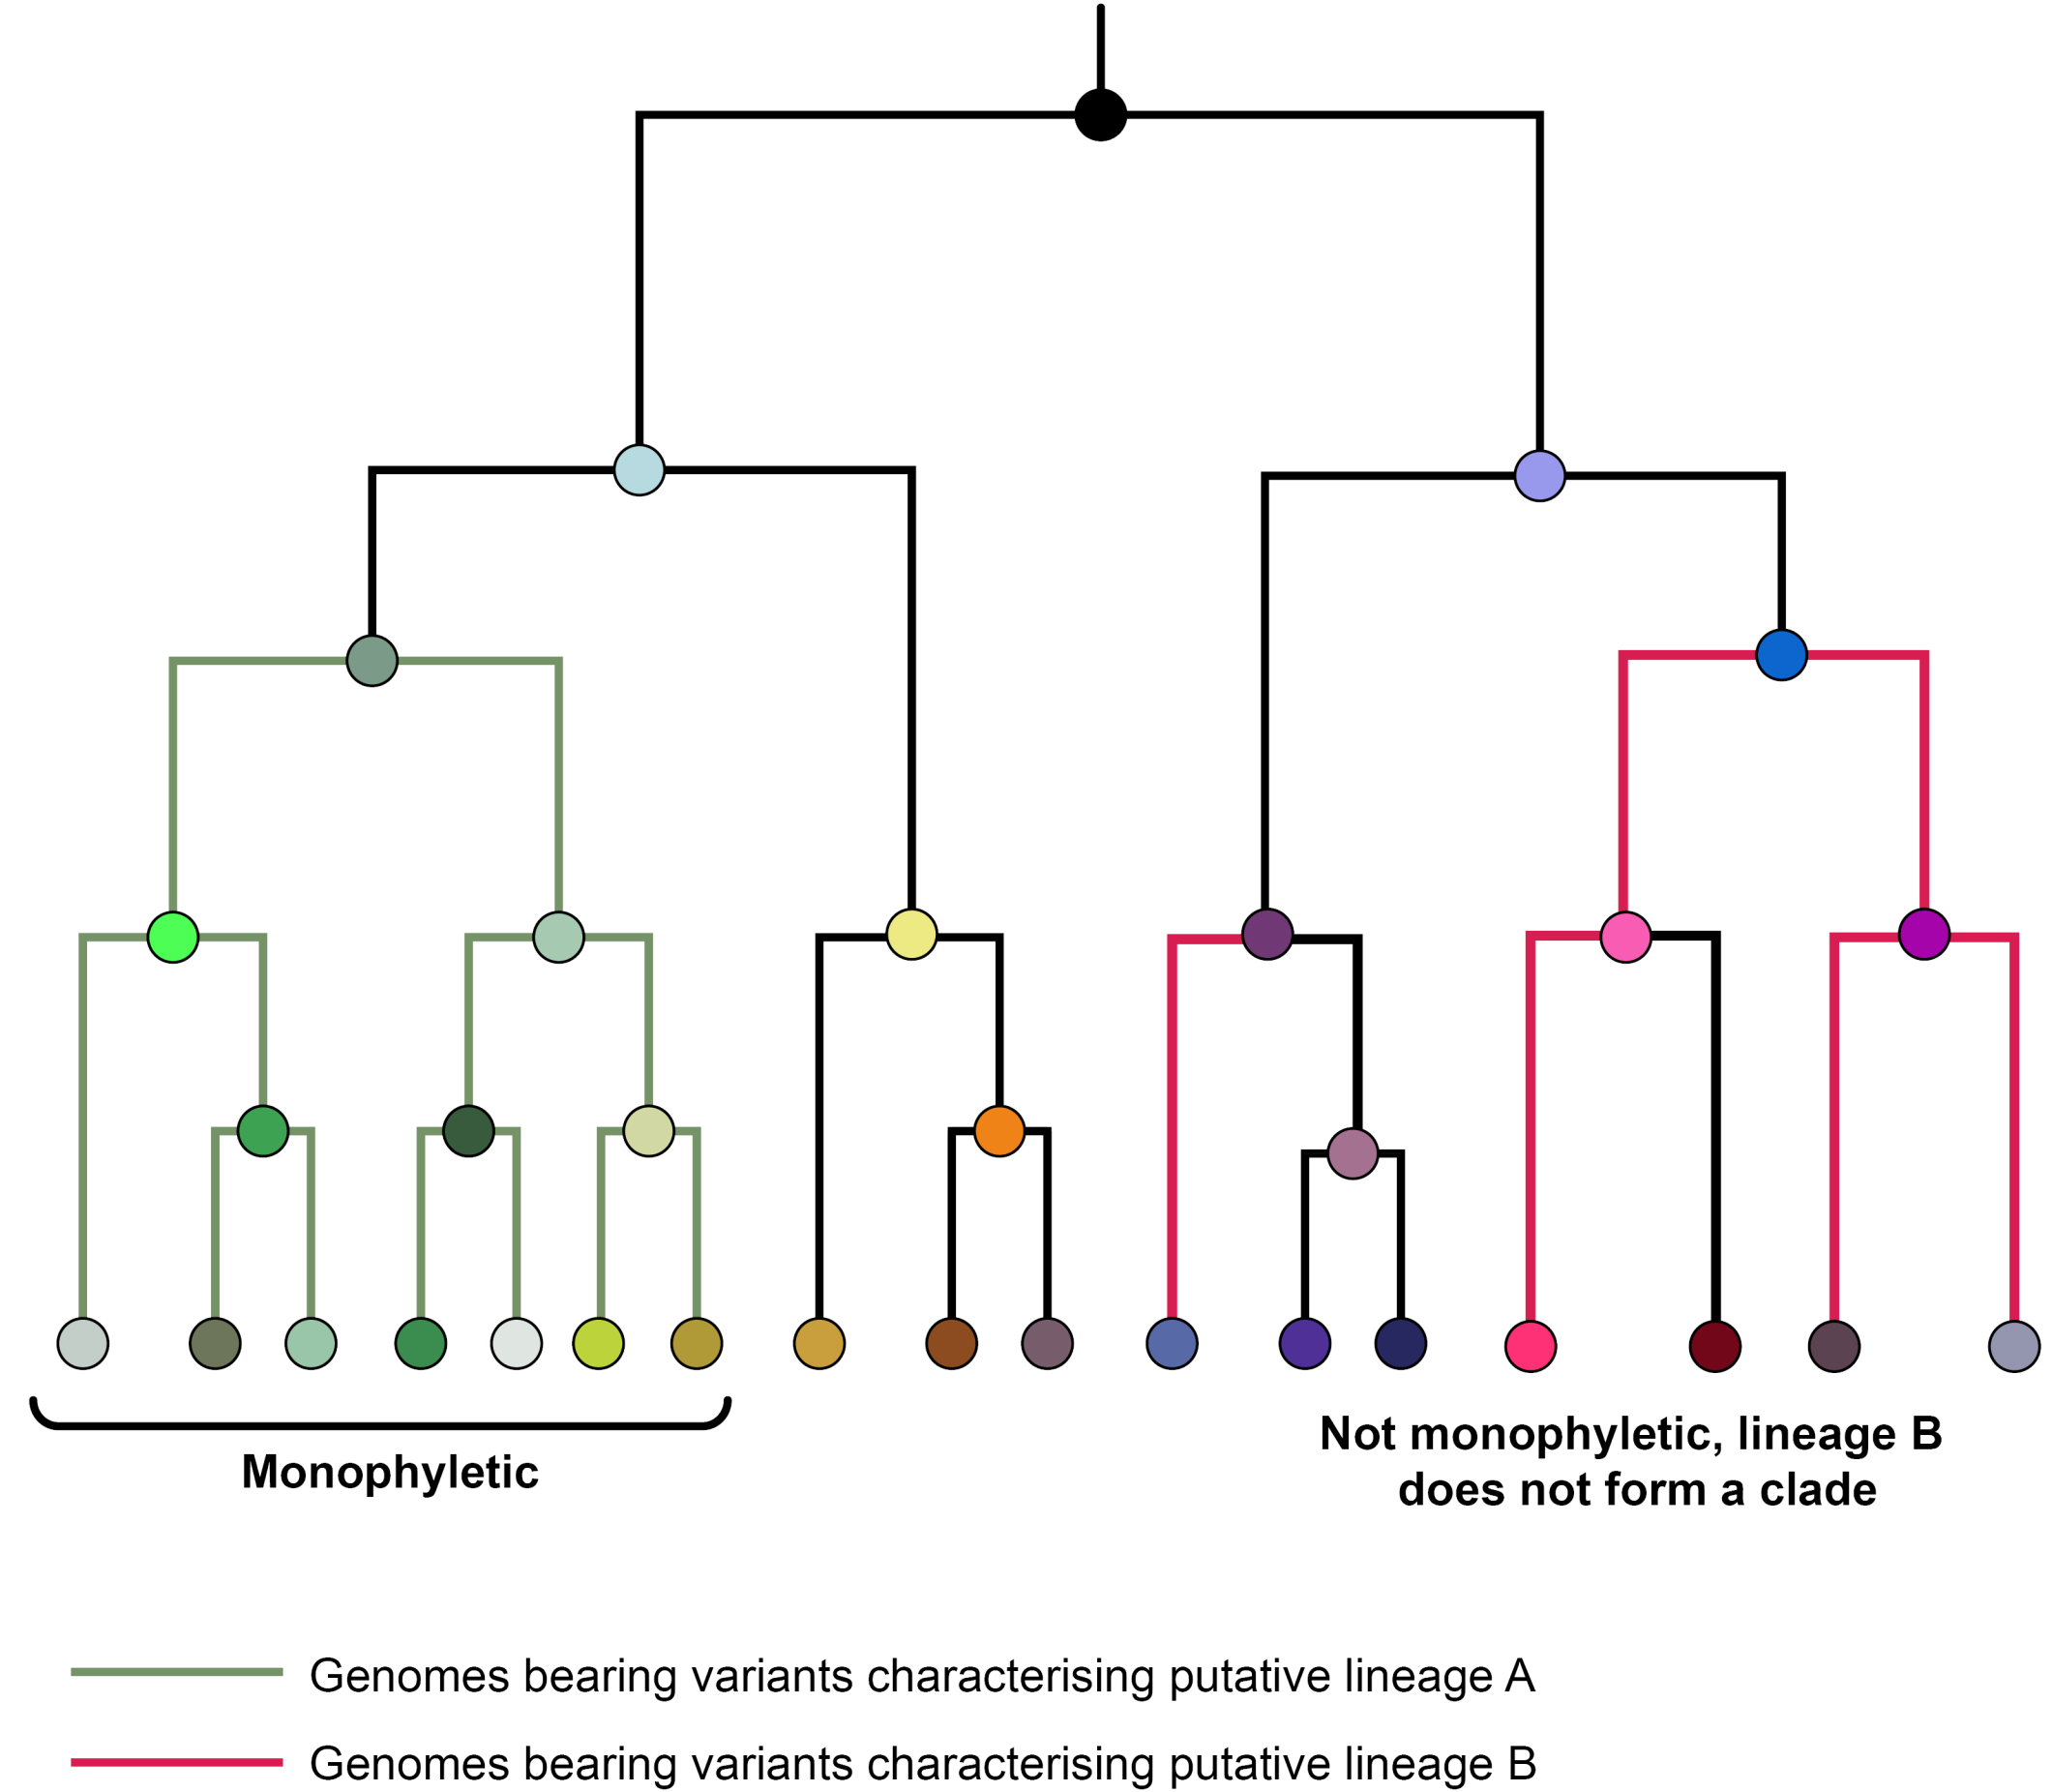 Monophyletic
Not monophyletic, lineage B
does not form a clade
Genomes bearing variants characterising putative lineage A
Genomes bearing variants characterising putative lineage B